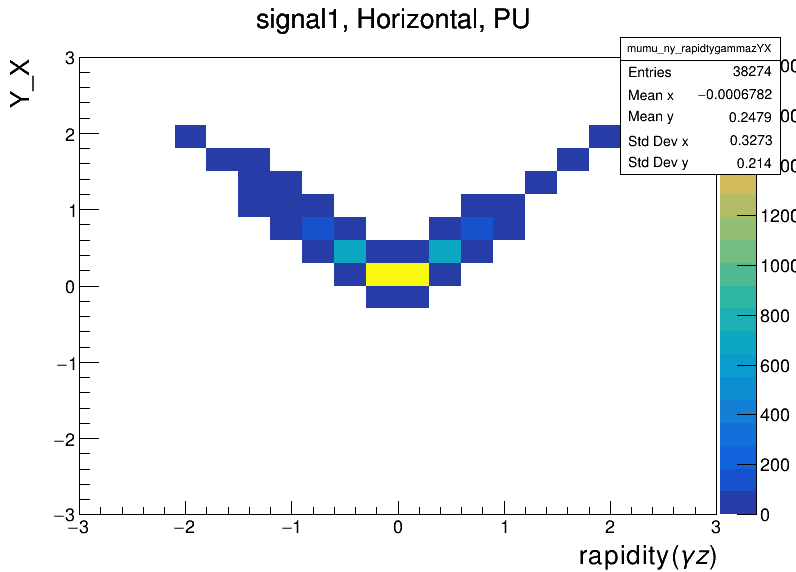 signal1, Horizontal, PU
Y_X
mumu_ny_rapidtygammazYX
Entries 38274
Mean x −0.0006782
Mean y 0.2479
Std Dev x 0.3273
Std Dev y 0.214
3
2
1
0
−1
−2
−3
−3 −2 −1 0 1 2 3
rapidity(γz)
1200
1000
800
600
400
200
0